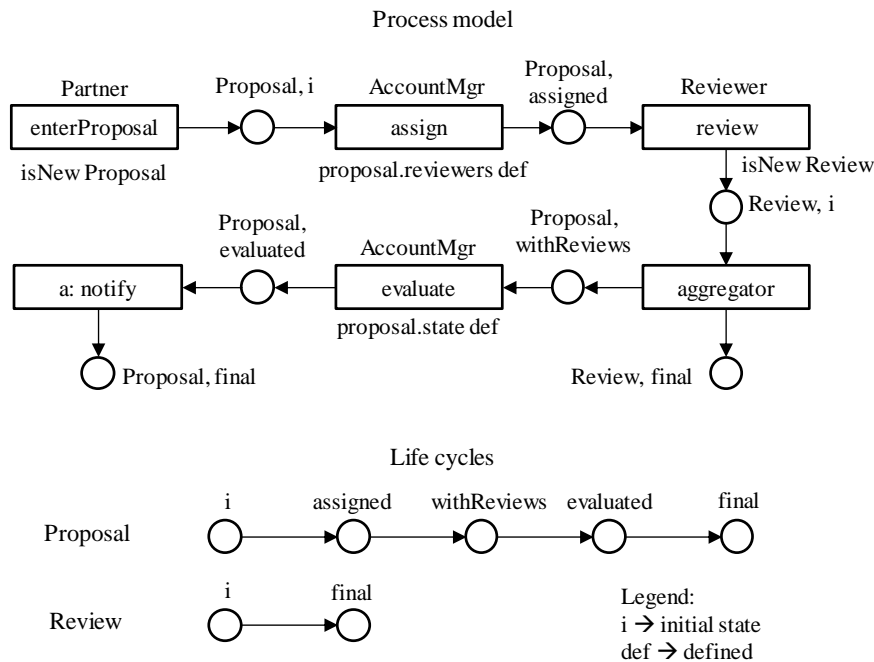 Process model
Partner
Proposal, i
AccountMgr
Proposal,
assigned
Reviewer
enterProposal
assign
review
isNew Proposal
proposal.reviewers def
isNew Review
Review, i
Proposal,
evaluated
AccountMgr
Proposal,
withReviews
a: notify
evaluate
aggregator
proposal.state def
Proposal, final
Review, final
Life cycles
i
assigned
withReviews
evaluated
final
Proposal
i
final
Review
Legend:
i → initial state
def → defined